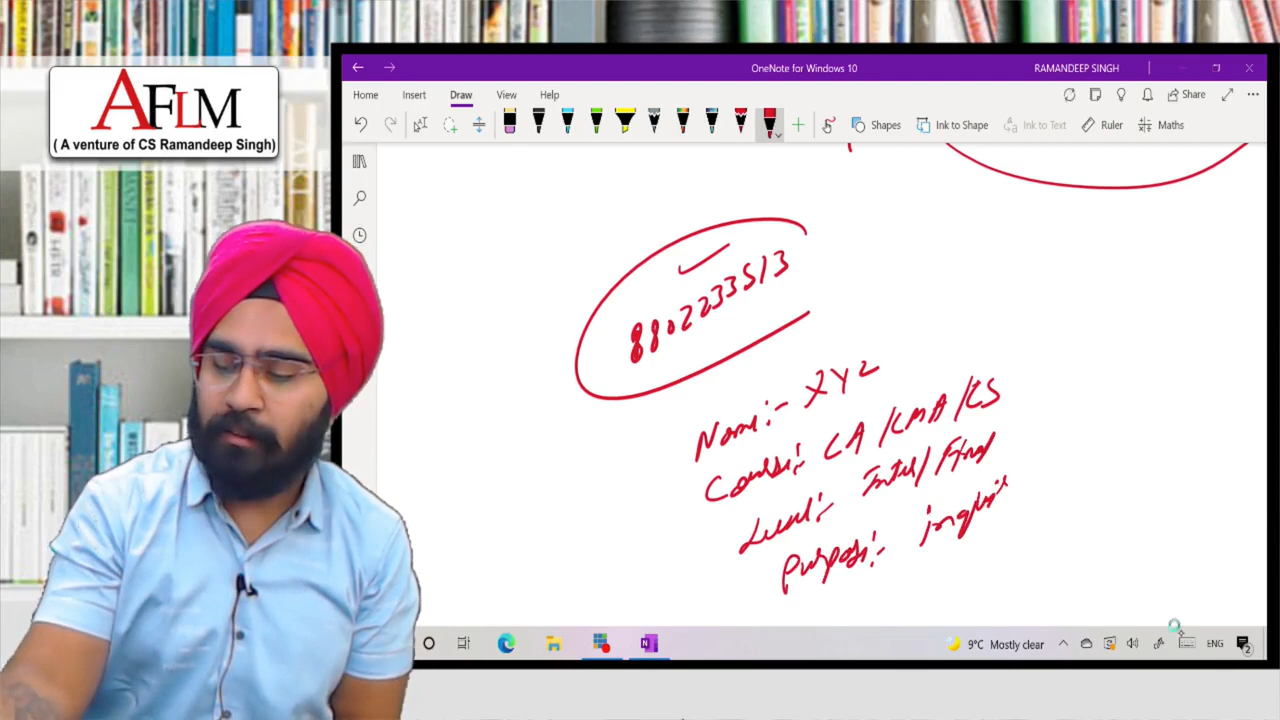 AFLM
( A venture of CS Ramandeep Singh)
OneNote for Windows 10
RAMANDEEP SINGH
Home Insert Draw View Help
Share
Shapes Ink to Shape Ink to Text Ruler Maths
8802233513
Name:- XYZ
Course:- CA /CMA /CS
Level:- Inter/ Final
Purpose:-
9°C Mostly clear
ENG
2
MANET